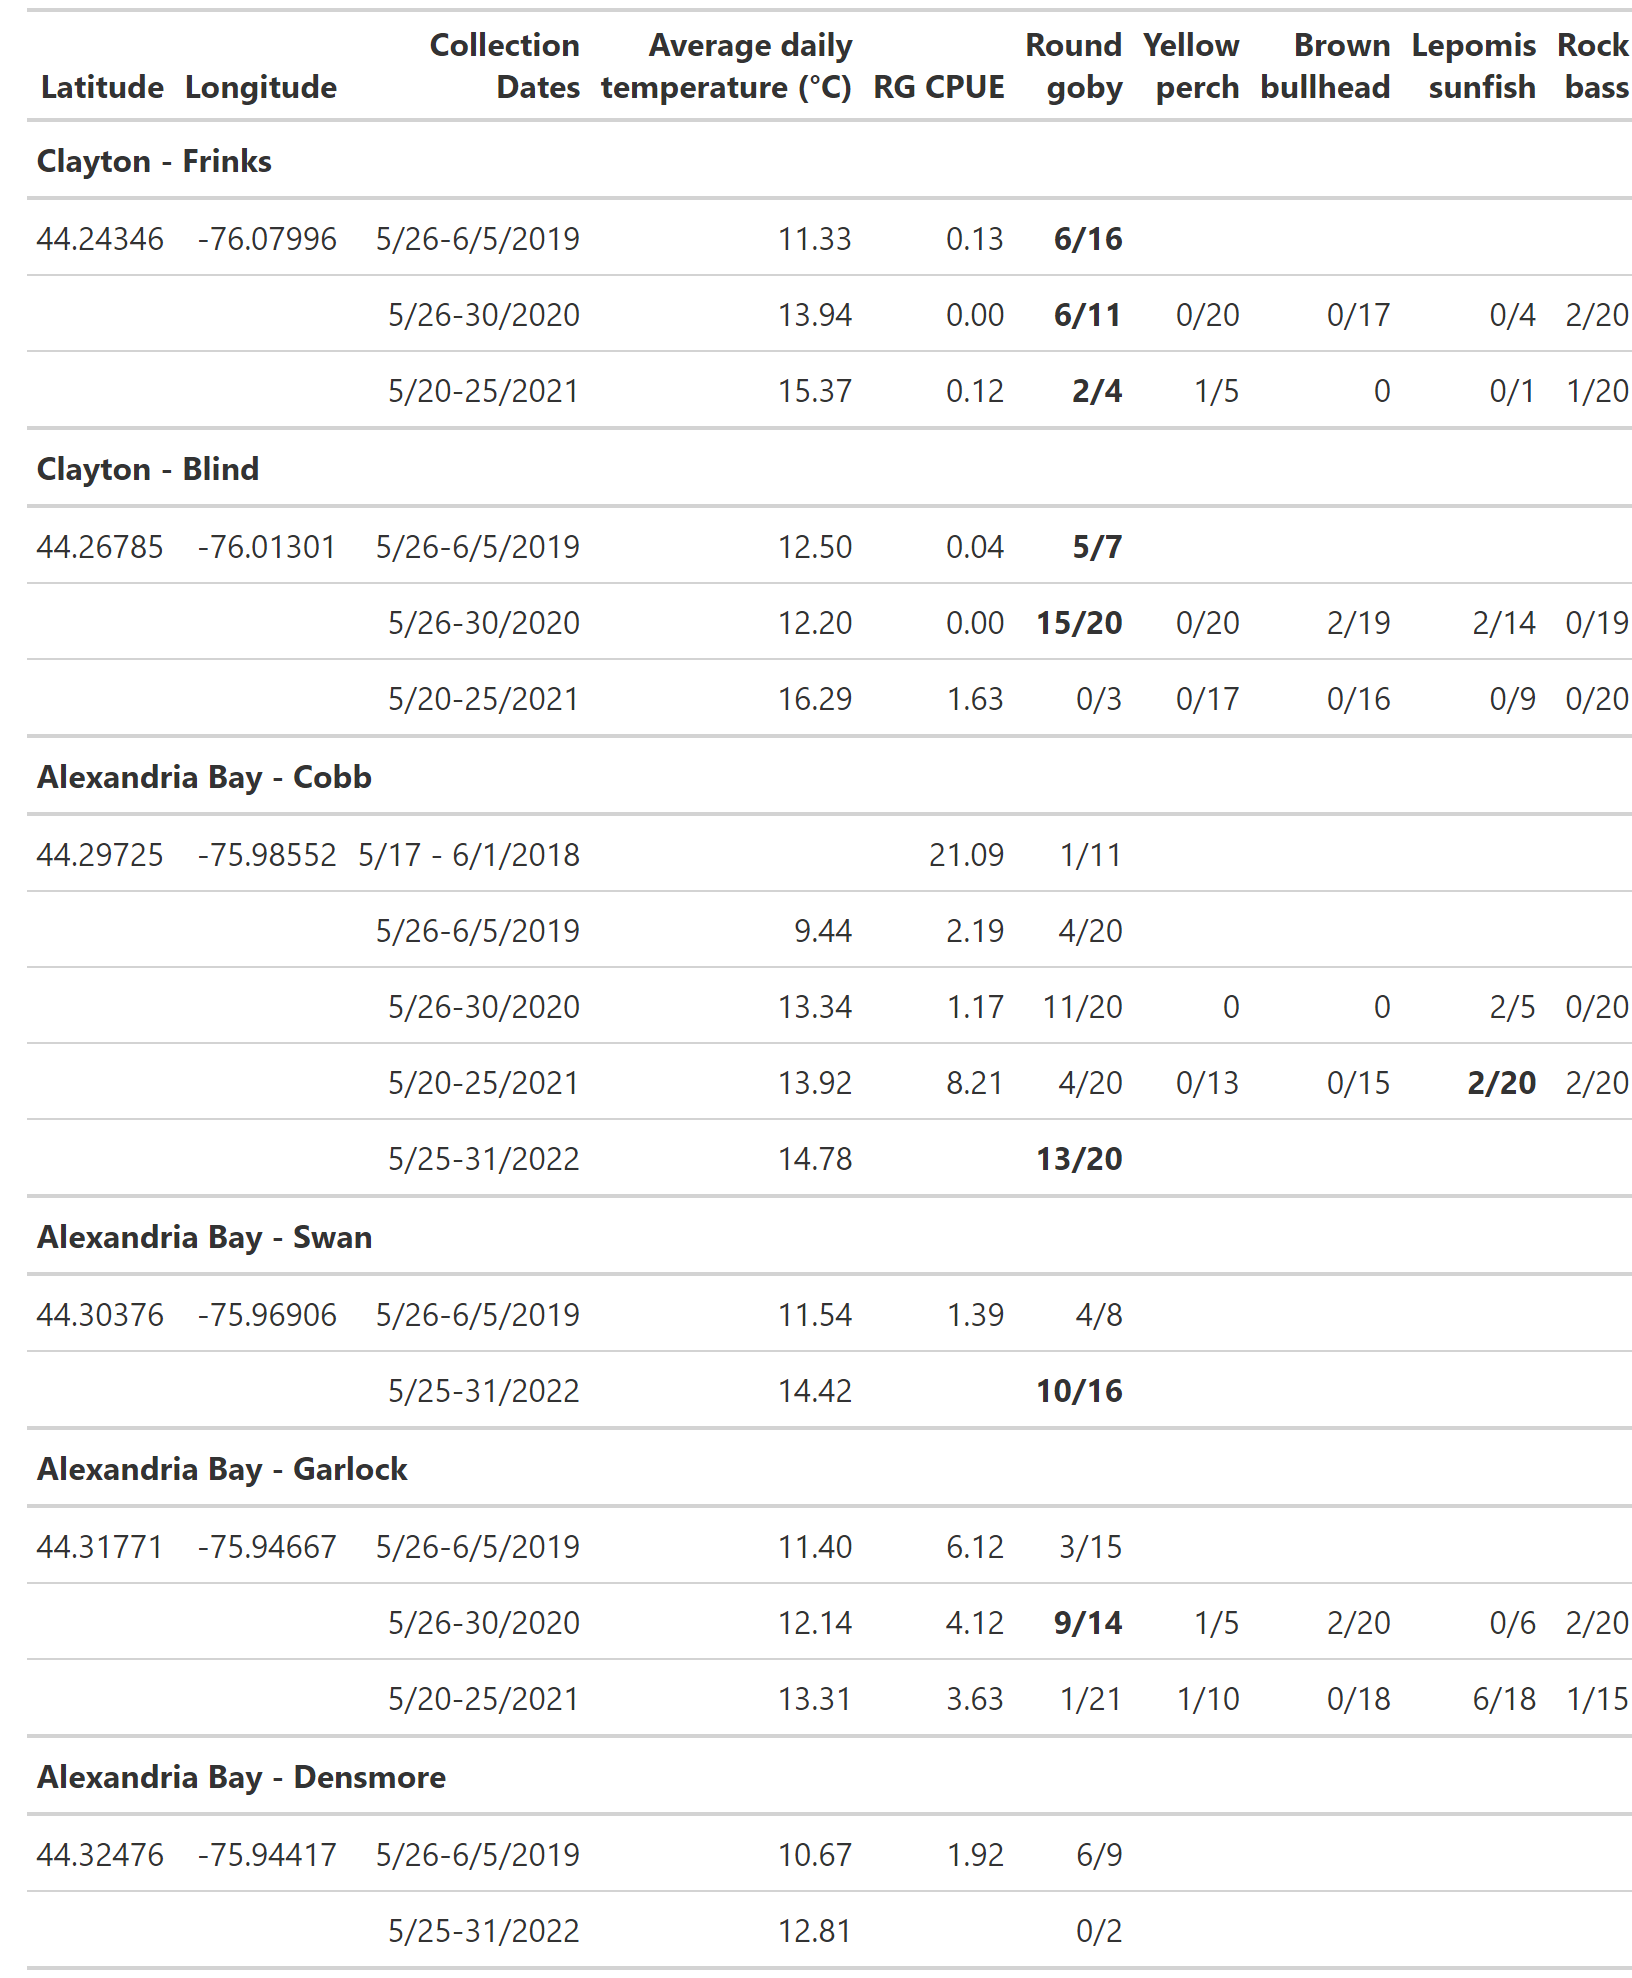 Latitude Longitude Collection Dates Average daily temperature (°C) RG CPUE Round goby Yellow perch Brown bullhead Lepomis sunfish Rock bass
Clayton - Frinks
44.24346 -76.07996 5/26-6/5/2019 11.33 0.13 6/16
5/26-30/2020 13.94 0.00 6/11 0/20 0/17 0/4 2/20
5/20-25/2021 15.37 0.12 2/4 1/5 0 0/1 1/20
Clayton - Blind
44.26785 -76.01301 5/26-6/5/2019 12.50 0.04 5/7
5/26-30/2020 12.20 0.00 15/20 0/20 2/19 2/14 0/19
5/20-25/2021 16.29 1.63 0/3 0/17 0/16 0/9 0/20
Alexandria Bay - Cobb
44.29725 -75.98552 5/17 - 6/1/2018 21.09 1/11
5/26-6/5/2019 9.44 2.19 4/20
5/26-30/2020 13.34 1.17 11/20 0 0 2/5 0/20
5/20-25/2021 13.92 8.21 4/20 0/13 0/15 2/20 2/20
5/25-31/2022 14.78 13/20
Alexandria Bay - Swan
44.30376 -75.96906 5/26-6/5/2019 11.54 1.39 4/8
5/25-31/2022 14.42 10/16
Alexandria Bay - Garlock
44.31771 -75.94667 5/26-6/5/2019 11.40 6.12 3/15
5/26-30/2020 12.14 4.12 9/14 1/5 2/20 0/6 2/20
5/20-25/2021 13.31 3.63 1/21 1/10 0/18 6/18 1/15
Alexandria Bay - Densmore
44.32476 -75.94417 5/26-6/5/2019 10.67 1.92 6/9
5/25-31/2022 12.81 0/2